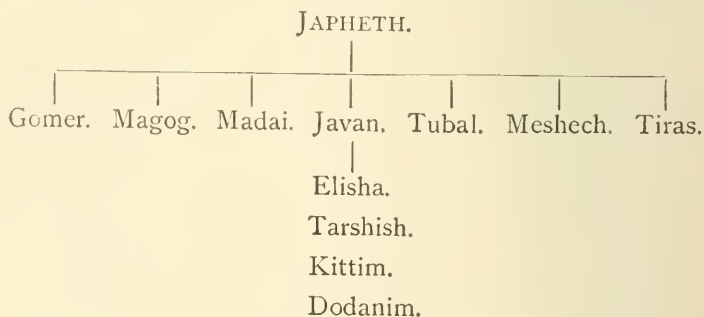 JAPHETH.
Gomer. Magog. Madai. Javan. Tubal. Meshech. Tiras.
Elisha.
Tarshish.
Kittim.
Dodanim.